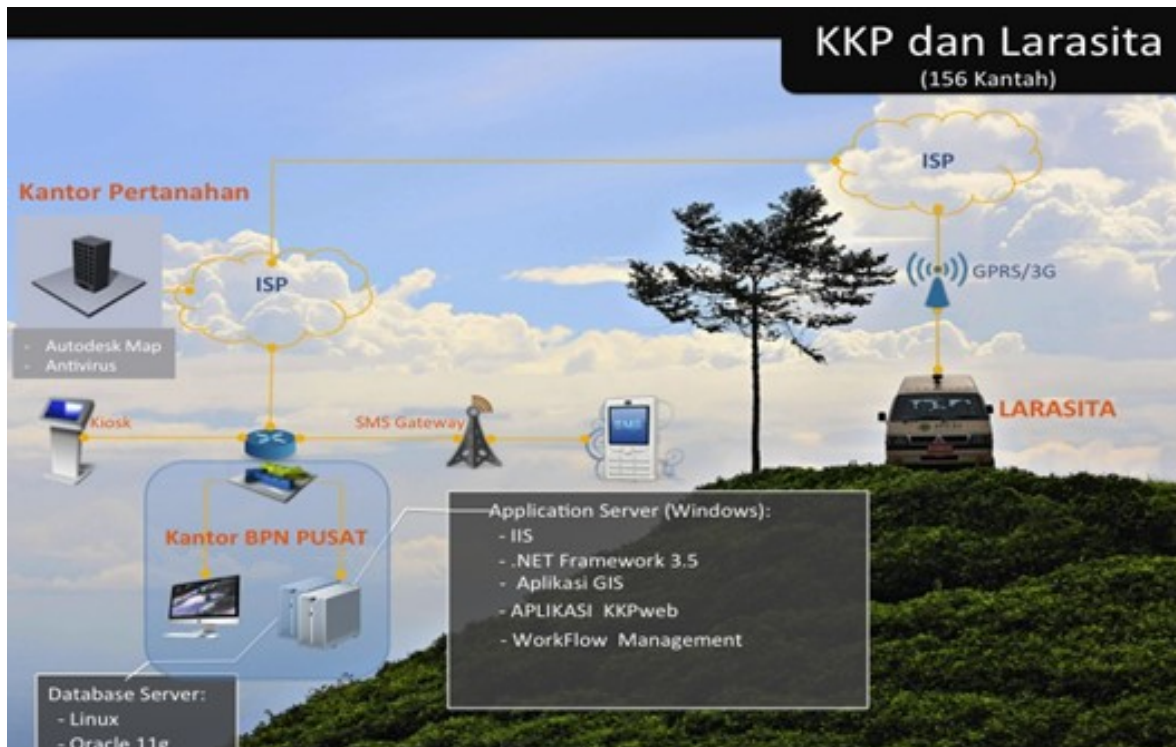 KKP dan Larasita
(156 Kantah)
ISP
Kantor Pertanahan
ISP
GPRS/3G
- Autodesk Map
- Antivirus
LARASITA
Kiosk
SMS Gateway
SMS
Kantor BPN PUSAT
Application Server (Windows):
- IIS
- .NET Framework 3.5
- Aplikasi GIS
- APLIKASI KKPweb
- WorkFlow Management
Database Server:
- Linux
- Oracle 11g